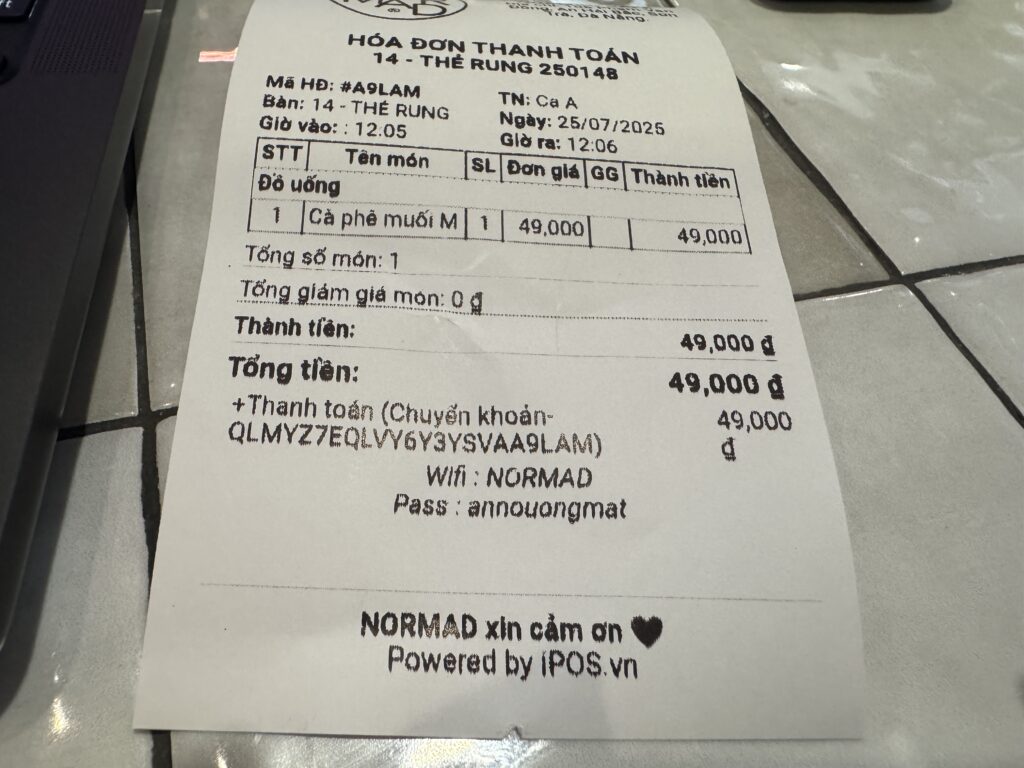 MAD
Trà, Đà Nẵng
HÓA ĐƠN THANH TOÁN
14 - THẺ RUNG 250148
Mã HĐ: #A9LAM TN: Ca A
Bàn: 14 - THẺ RUNG Ngày: 25/07/2025
Giờ vào: : 12:05 Giờ ra: 12:06
STT Tên món SL Đơn giá GG Thành tiền
Đồ uống
1 Cà phê muối M 1 49,000 49,000
Tổng số món: 1
Tổng giảm giá món: 0 ₫
Thành tiền: 49,000 ₫
Tổng tiền: 49,000 ₫
+Thanh toán (Chuyển khoản- 49,000
QLMYZ7EQLVY6Y3YSVAA9LAM) ₫
Wifi : NORMAD
Pass : annouongmat
NORMAD xin cảm ơn ♥
Powered by iPOS.vn